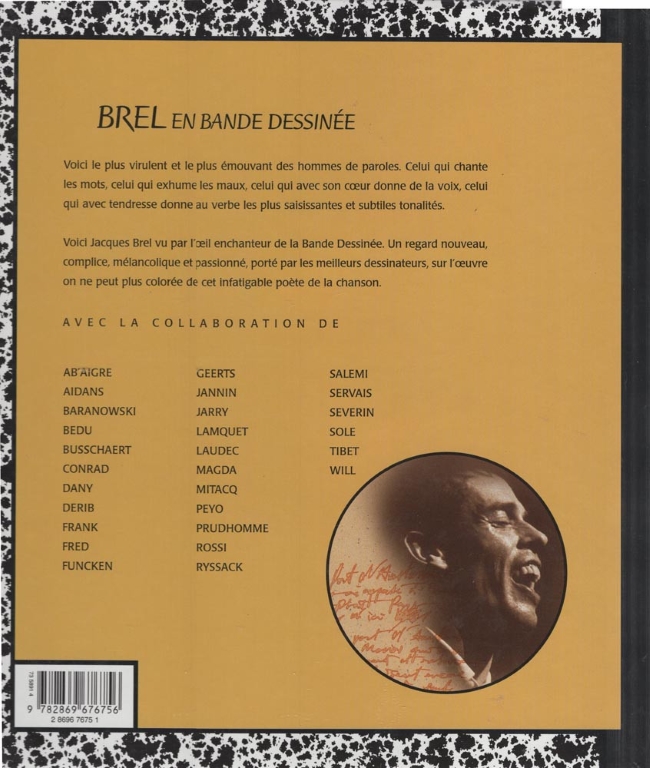 BREL EN BANDE DESSINÉE
Voici le plus virulent et le plus émouvant des hommes de paroles. Celui qui chante
les mots, celui qui exhume les maux, celui qui avec son cœur donne de la voix, celui
qui avec tendresse donne au verbe les plus saisissantes et subtiles tonalités.
Voici Jacques Brel vu par l'œil enchanteur de la Bande Dessinée. Un regard nouveau,
complice, mélancolique et passionné, porté par les meilleurs dessinateurs, sur l'œuvre
on ne peut plus colorée de cet infatigable poète de la chanson.
AVEC LA COLLABORATION DE
AB'AIGRE
AIDANS
BARANOWSKI
BEDU
BUSSCHAERT
CONRAD
DANY
DERIB
FRANK
FRED
FUNCKEN
GEERTS
JANNIN
JARRY
LAMQUET
LAUDEC
MAGDA
MITACQ
PEYO
PRUDHOMME
ROSSI
RYSSACK
SALEMI
SERVAIS
SEVERIN
SOLE
TIBET
WILL
9 782869 676756
2 8696 7675 1